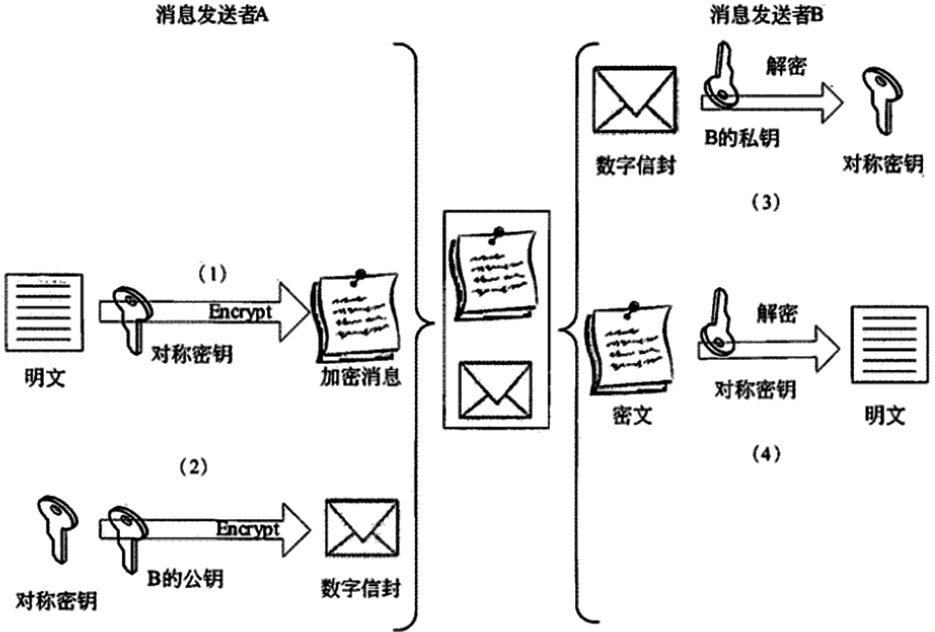 消息发送者A
(1)
明文
Encrypt
对称密钥
加密消息
(2)
对称密钥
Encrypt
B的公钥
数字信封
消息发送者B
数字信封
解密
B的私钥
对称密钥
(3)
密文
解密
对称密钥
明文
(4)